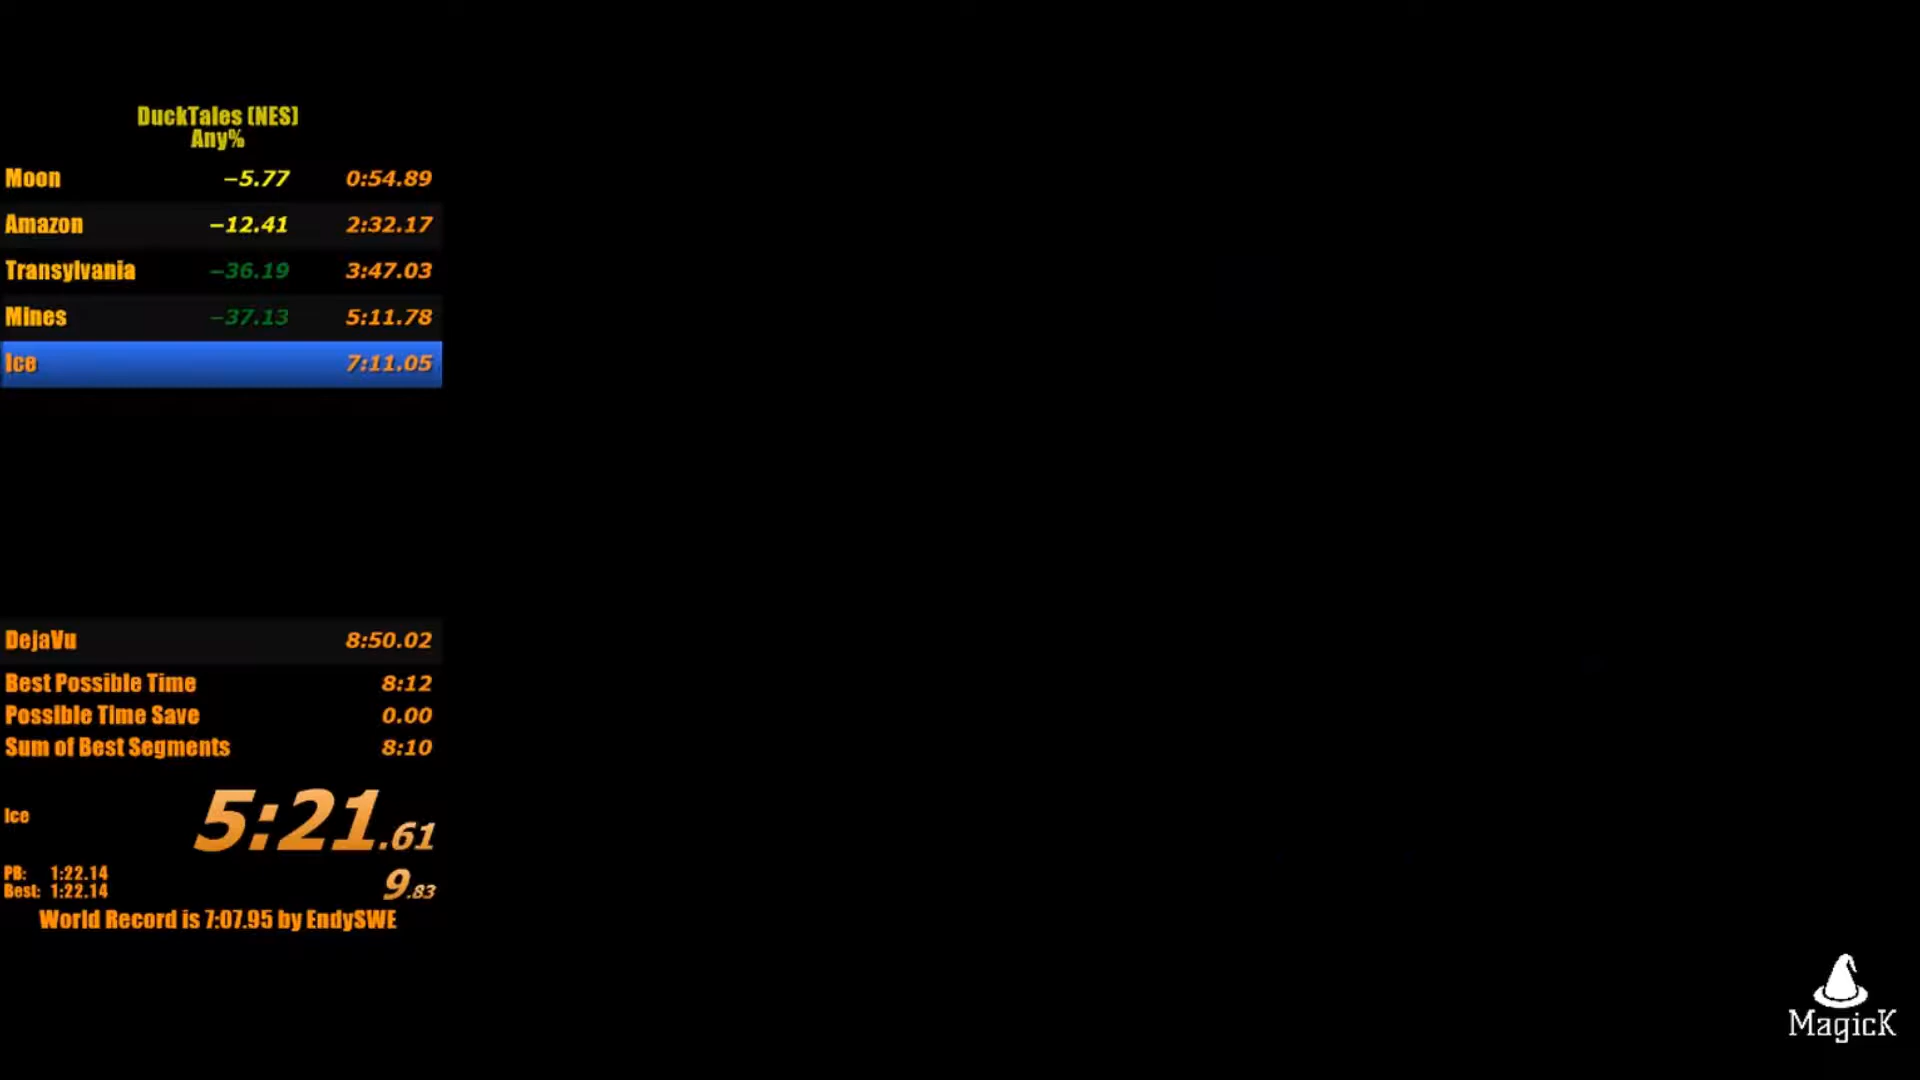 DuckTales (NES)
Any%
Moon −5.77 0:54.89
Amazon −12.41 2:32.17
Transylvania −36.19 3:47.03
Mines −37.13 5:11.78
Ice 7:11.05
DejaVu 8:50.02
Best Possible Time 8:12
Possible Time Save 0.00
Sum of Best Segments 8:10
Ice 5:21.61
PB: 1:22.14
Best: 1:22.14
9.83
World Record is 7:07.95 by EndySWE
MagicK